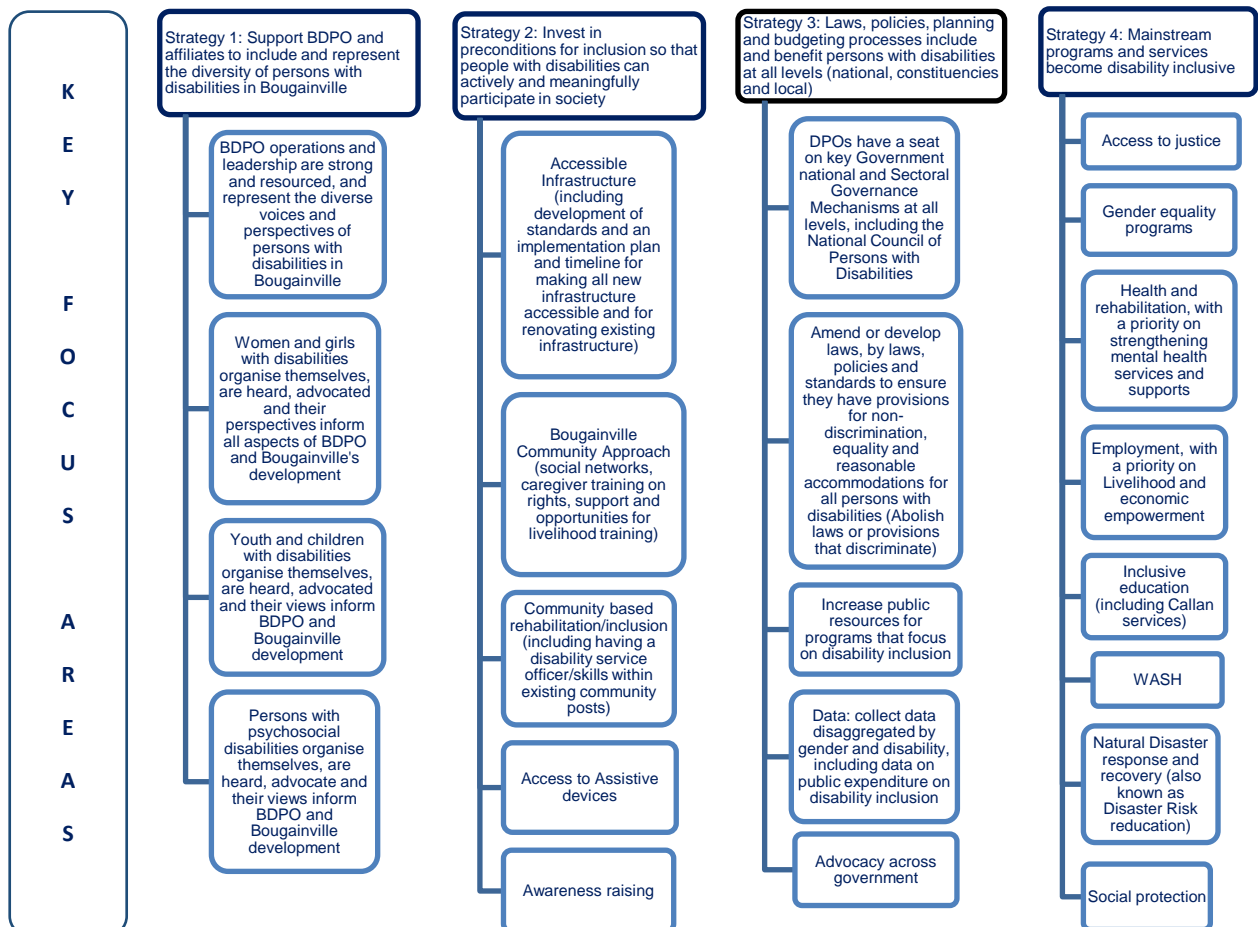 K
E
Y
F
O
C
U
S
A
R
E
A
S
Strategy 1: Support BDPO and
affiliates to include and represent
the diversity of persons with
disabilities in Bougainville
BDPO operations and
leadership are strong
and resourced, and
represent the diverse
voices and
perspectives of
persons with
disabilities in
Bougainville
Women and girls
with disabilities
organise themselves,
are heard, advocated
and their
perspectives inform
all aspects of BDPO
and Bougainville's
development
Youth and children
with disabilities
organise themselves,
are heard, advocated
and their views inform
BDPO and
Bougainville
development
Persons with
psychosocial
disabilities organise
themselves, are
heard, advocate and
their views inform
BDPO and
Bougainville
development
Strategy 2: Invest in
preconditions for inclusion so that
people with disabilities can
actively and meaningfully
participate in society
Accessible
Infrastructure
(including
development of
standards and an
implementation plan
and timeline for
making all new
infrastructure
accessible and for
renovating existing
infrastructure)
Bougainville
Community Approach
(social networks,
caregiver training on
rights, support and
opportunities for
livelihood training)
Community based
rehabilitation/inclusion
(including having a
disability service
officer/skills within
existing community
posts)
Access to Assistive
devices
Awareness raising
Strategy 3: Laws, policies, planning
and budgeting processes include
and benefit persons with disabilities
at all levels (national, constituencies
and local)
DPOs have a seat
on key Government
national and Sectoral
Governance
Mechanisms at all
levels, including the
National Council of
Persons with
Disabilities
Amend or develop
laws, by laws,
policies and
standards to ensure
they have provisions
for non-
discrimination,
equality and
reasonable
accommodations for
all persons with
disabilities (Abolish
laws or provisions
that discriminate)
Increase public
resources for
programs that focus
on disability inclusion
Data: collect data
disaggregated by
gender and disability,
including data on
public expenditure on
disability inclusion
Advocacy across
government
Strategy 4: Mainstream
programs and services
become disability inclusive
Access to justice
Gender equality
programs
Health and
rehabilitation, with
a priority on
strengthening
mental health
services and
supports
Employment, with
a priority on
Livelihood and
economic
empowerment
Inclusive
education
(including Callan
services)
WASH
Natural Disaster
response and
recovery (also
known as
Disaster Risk
reducation)
Social protection